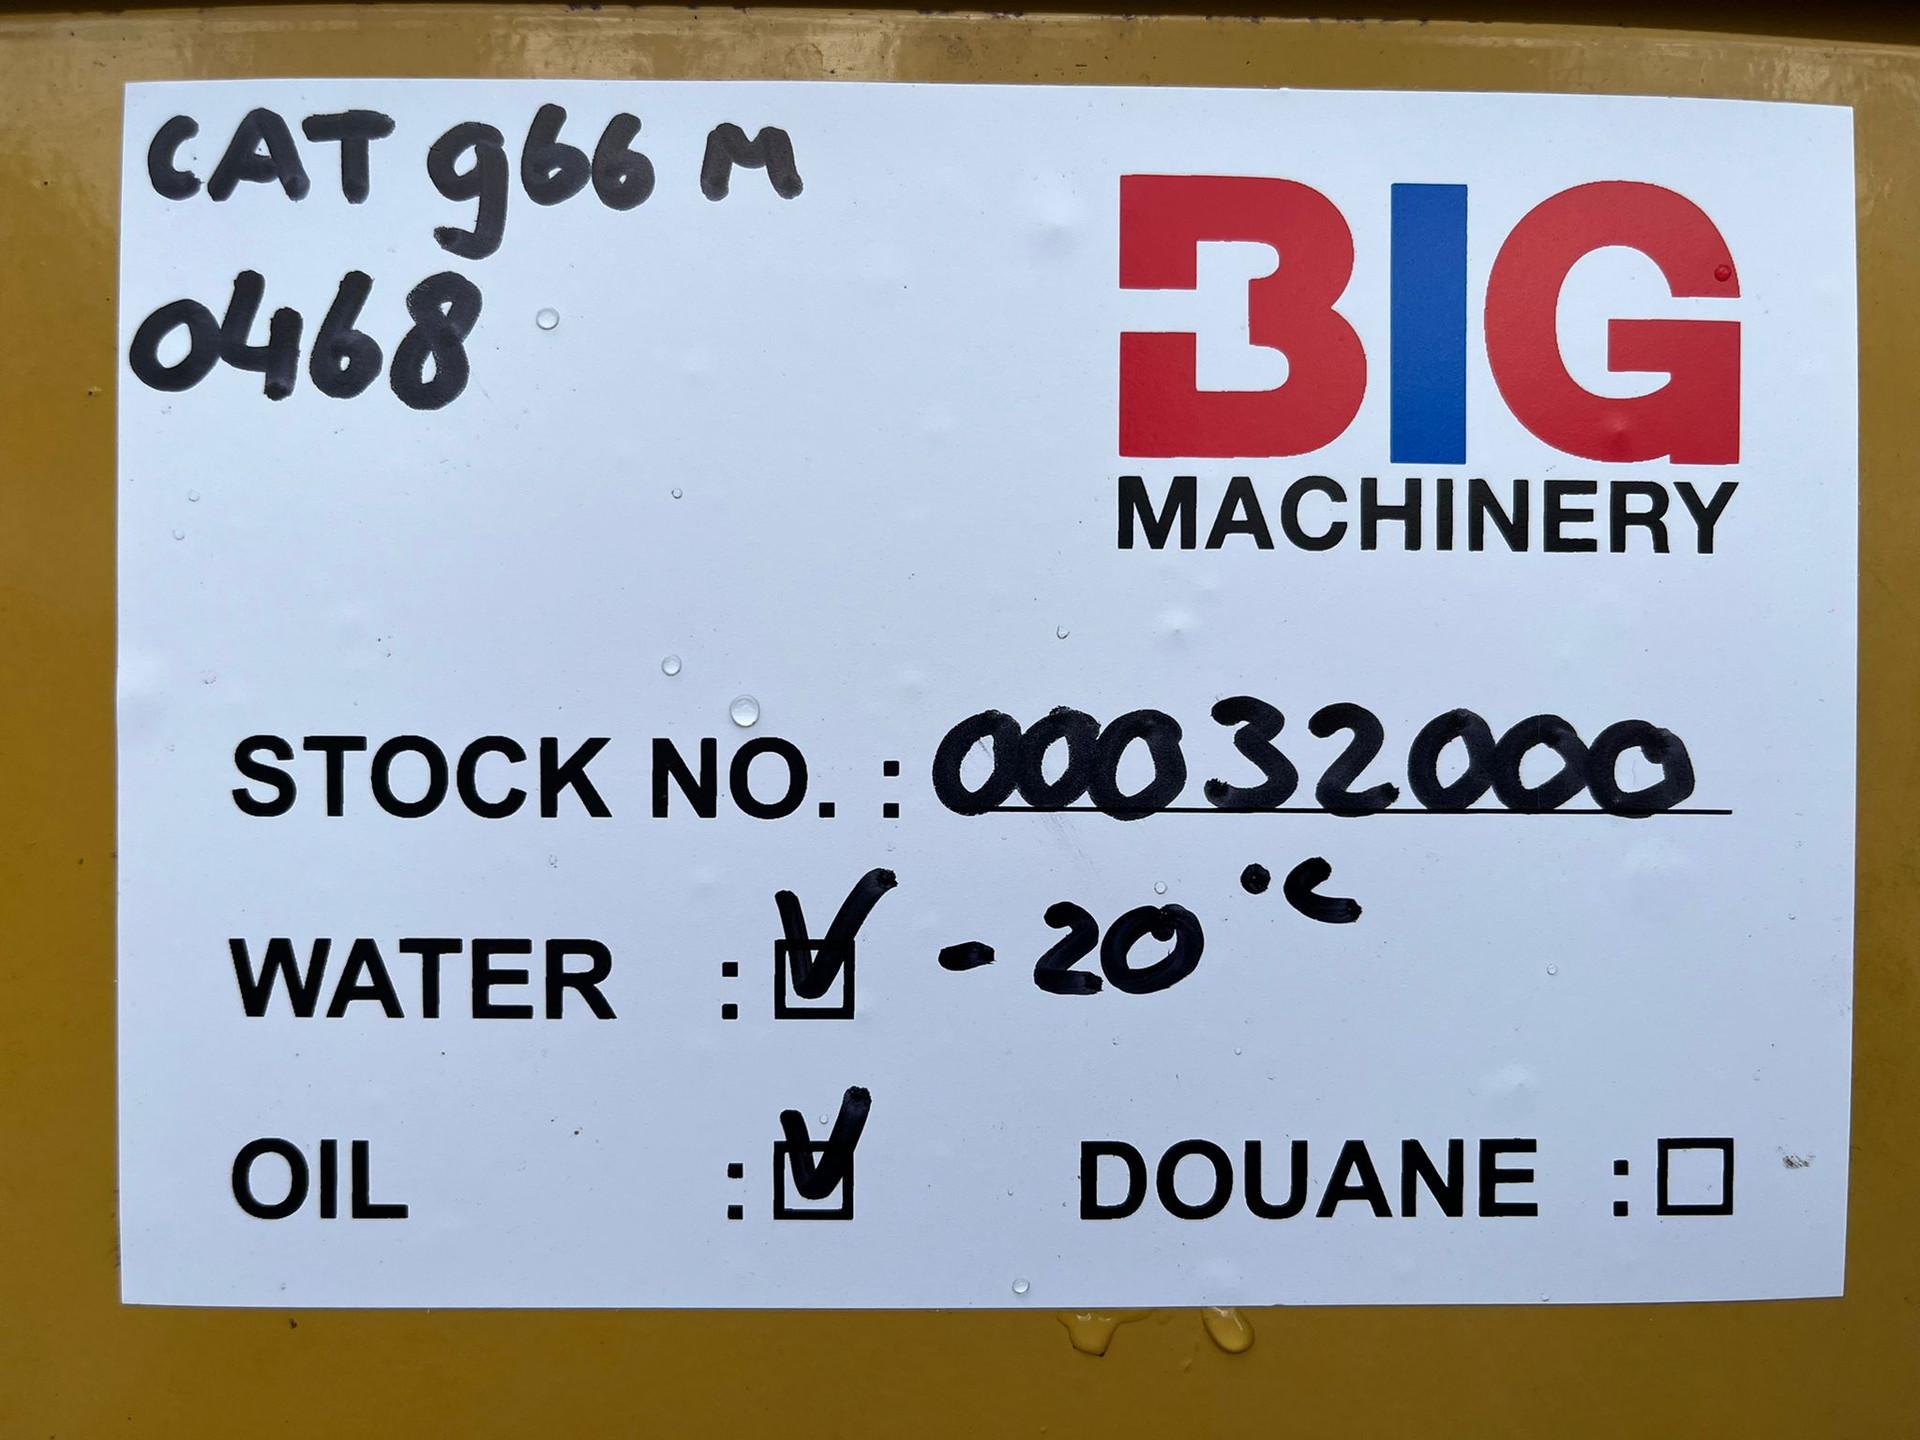 CAT 966 M
0468
BIG
MACHINERY
STOCK NO. : 00032000
WATER : ☑ - 20 °C
OIL : ☑ DOUANE : ☐